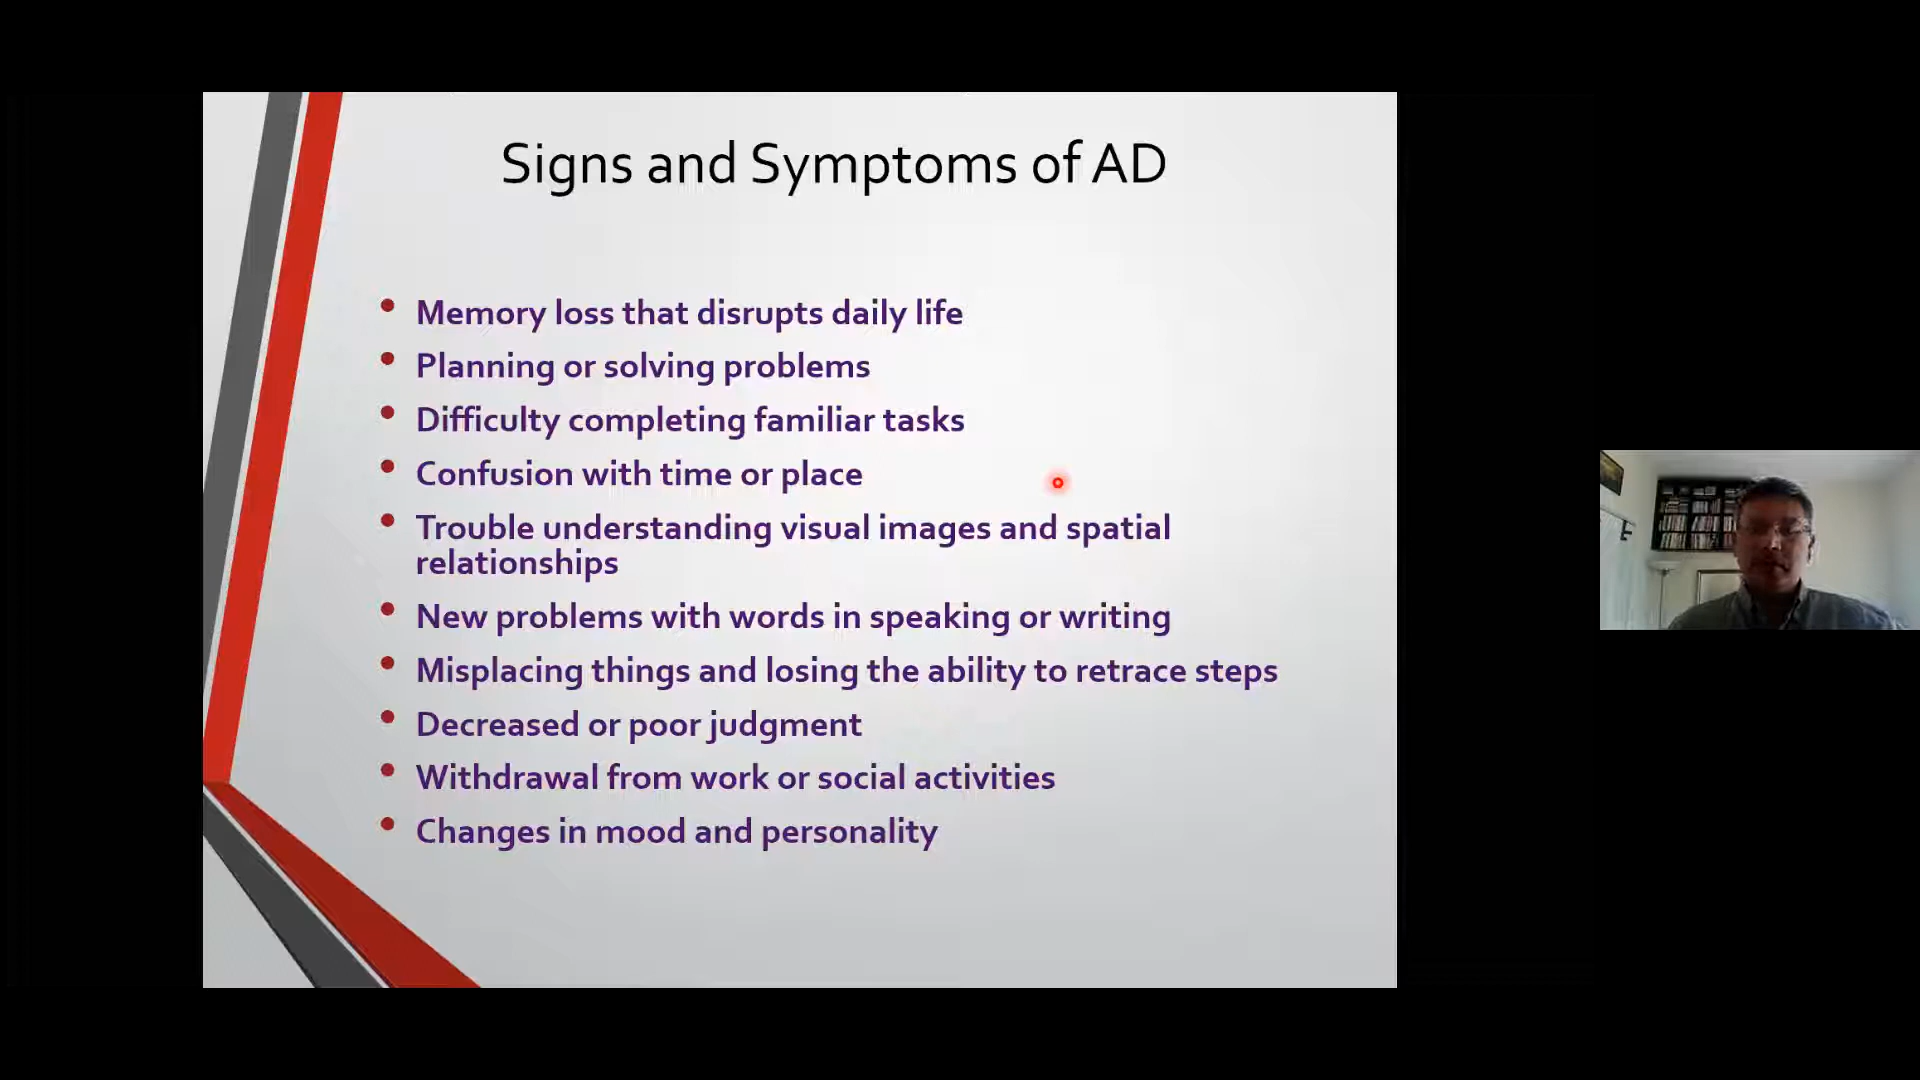 Signs and Symptoms of AD
• Memory loss that disrupts daily life
• Planning or solving problems
• Difficulty completing familiar tasks
• Confusion with time or place
• Trouble understanding visual images and spatial
relationships
• New problems with words in speaking or writing
• Misplacing things and losing the ability to retrace steps
• Decreased or poor judgment
• Withdrawal from work or social activities
• Changes in mood and personality